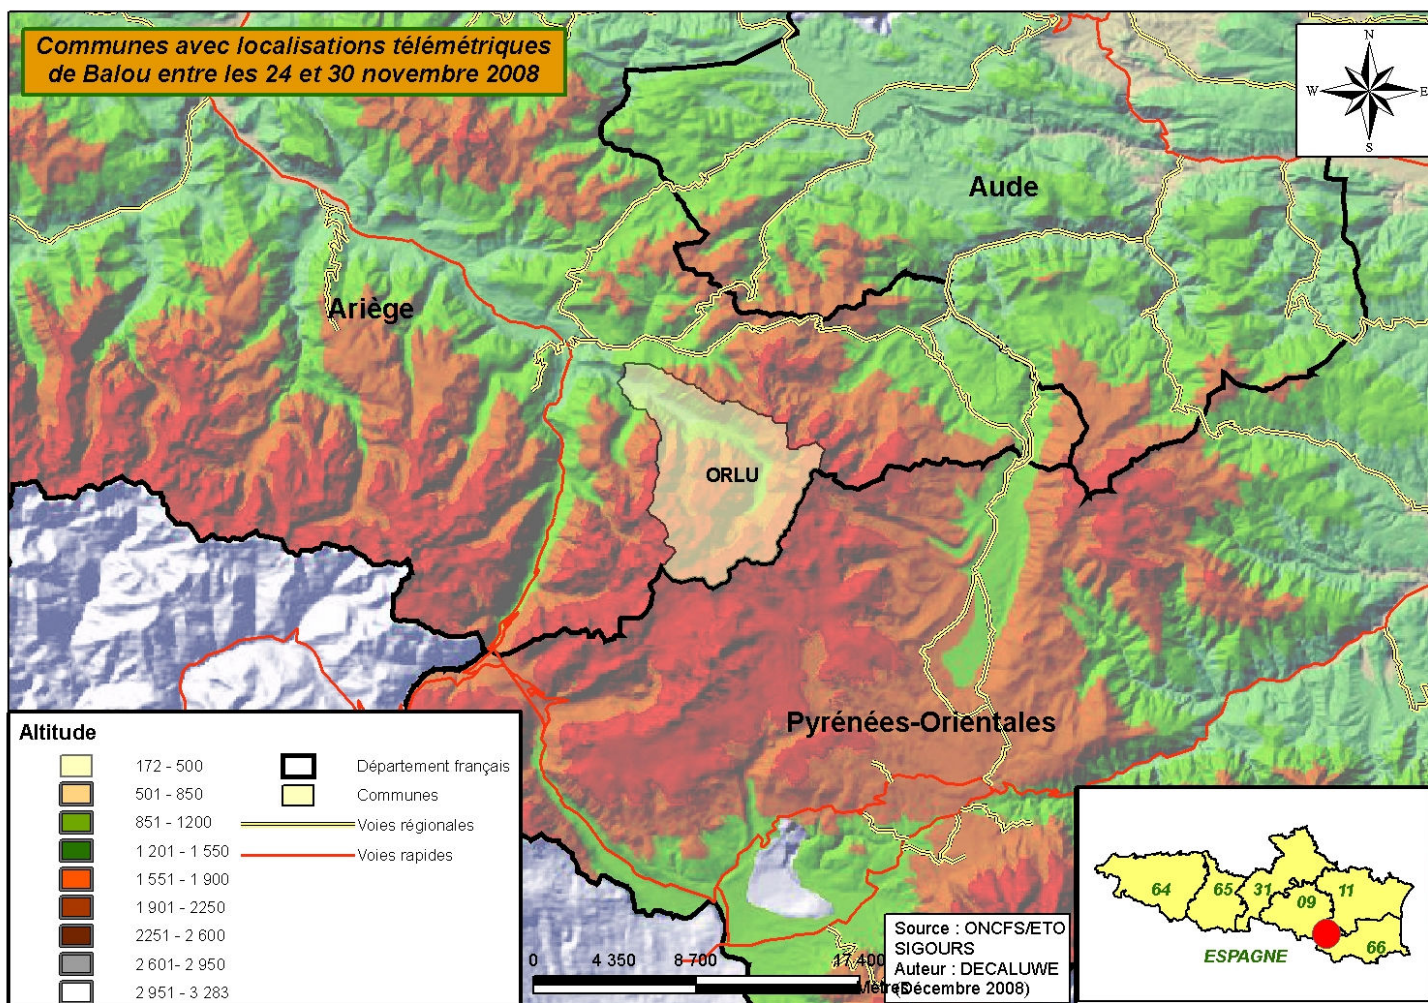 Communes avec localisations télémétriques
de Balou entre les 24 et 30 novembre 2008
N
W
E
S
Aude
Ariège
ORLU
Pyrénées-Orientales
Altitude
172 - 500
501 - 850
851 - 1200
1 201 - 1 550
1 551 - 1 900
1 901 - 2250
2251 - 2 600
2 601- 2 950
2 951 - 3 283
Département français
Communes
Voies régionales
Voies rapides
0 4 350 8 700 17 400
Mètres
Source : ONCFS/ETO
SIGOURS
Auteur : DECALUWE
(Décembre 2008)
64
65
31
09
11
66
ESPAGNE